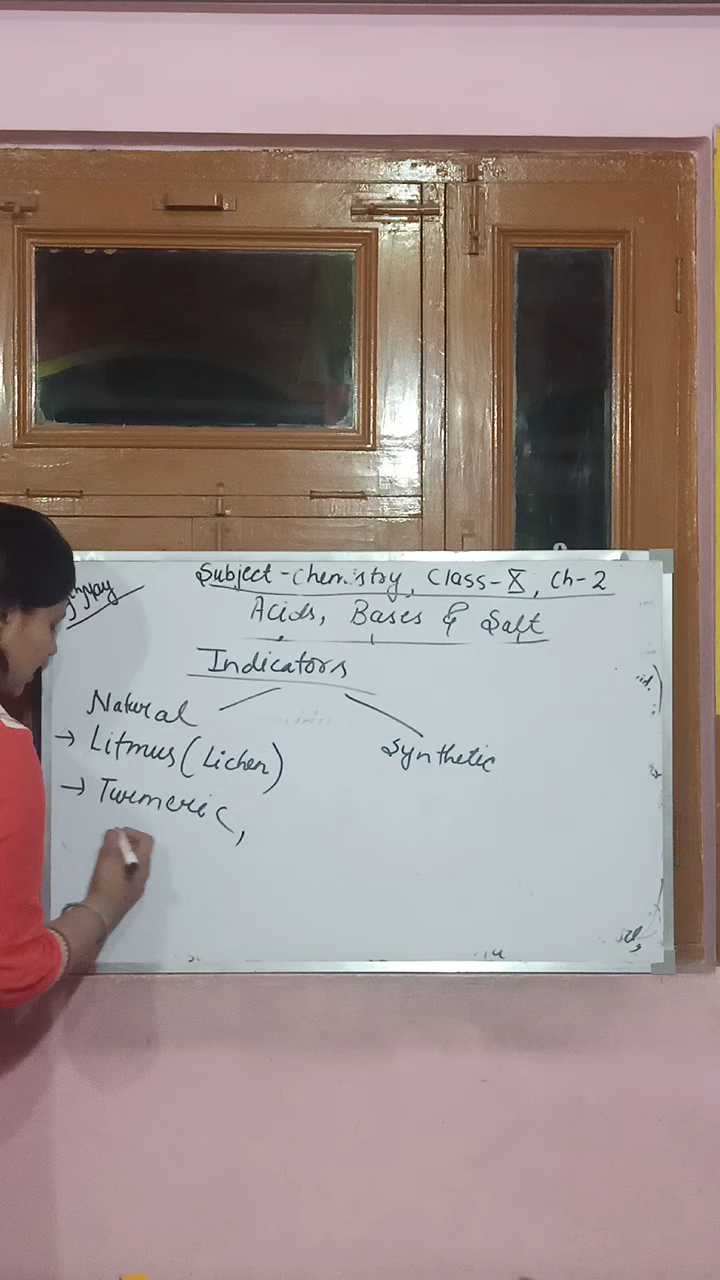 Subject - Chemistry, Class - X, Ch-2
Acids, Bases & Salt
Indicators
Natural
Synthetic
→ Litmus (Lichen)
→ Turmeric,